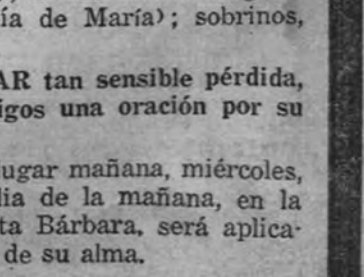 ía de María); sobrinos,
AR tan sensible pérdida,
igos una oración por su
ugar mañana, miércoles,
dia de la mañana, en la
ta Bárbara, será aplica-
de su alma.